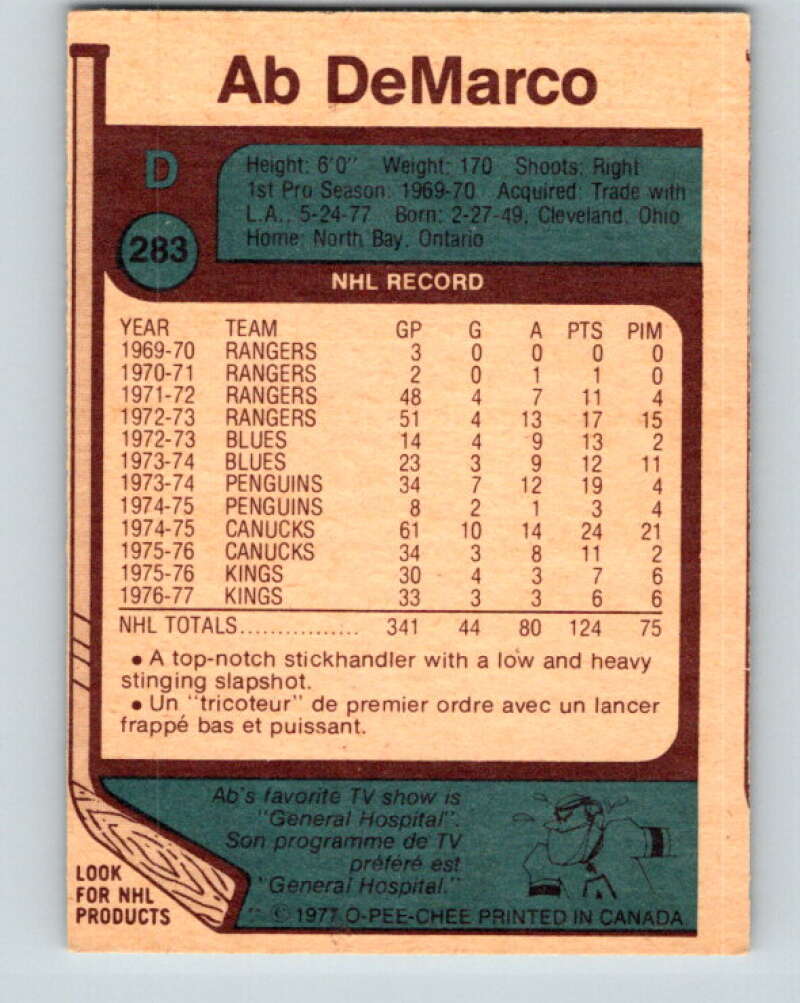 Ab DeMarco
D
283
Height: 6'0" Weight: 170 Shoots: Right
1st Pro Season: 1969-70 Acquired: Trade with
L.A., 5-24-77 Born: 2-27-49, Cleveland, Ohio
Home: North Bay, Ontario
NHL RECORD
YEAR TEAM GP G A PTS PIM
1969-70 RANGERS 3 0 0 0 0
1970-71 RANGERS 2 0 1 1 0
1971-72 RANGERS 48 4 7 11 4
1972-73 RANGERS 51 4 13 17 15
1972-73 BLUES 14 4 9 13 2
1973-74 BLUES 23 3 9 12 11
1973-74 PENGUINS 34 7 12 19 4
1974-75 PENGUINS 8 2 1 3 4
1974-75 CANUCKS 61 10 14 24 21
1975-76 CANUCKS 34 3 8 11 2
1975-76 KINGS 30 4 3 7 6
1976-77 KINGS 33 3 3 6 6
NHL TOTALS................ 341 44 80 124 75
• A top-notch stickhandler with a low and heavy
stinging slapshot.
• Un "tricoteur" de premier ordre avec un lancer
frappé bas et puissant.
Ab's favorite TV show is
"General Hospital".
Son programme de TV
préféré est
"General Hospital."
LOOK
FOR NHL
PRODUCTS
© 1977 O-PEE-CHEE PRINTED IN CANADA.